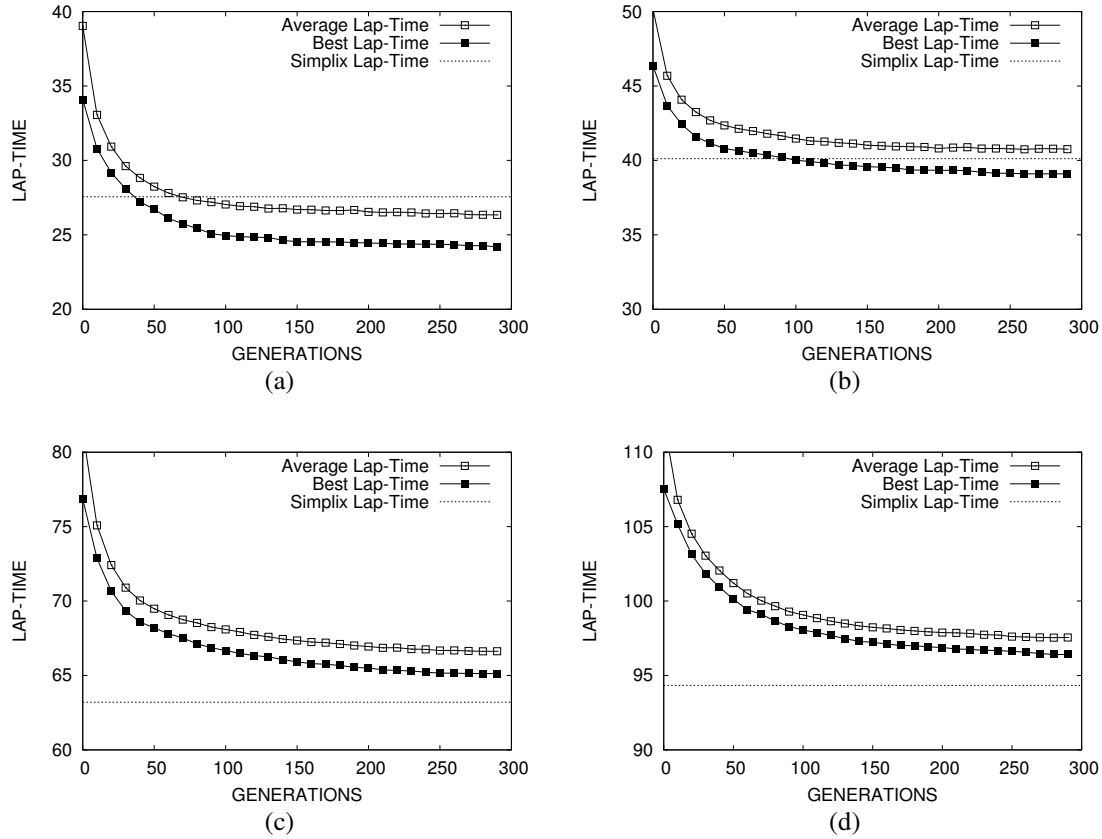 40
35
30
25
20
LAP-TIME
Average Lap-Time
Best Lap-Time
Simplix Lap-Time
0 50 100 150 200 250 300
GENERATIONS
(a)
50
45
40
35
30
LAP-TIME
Average Lap-Time
Best Lap-Time
Simplix Lap-Time
0 50 100 150 200 250 300
GENERATIONS
(b)
80
75
70
65
60
LAP-TIME
Average Lap-Time
Best Lap-Time
Simplix Lap-Time
0 50 100 150 200 250 300
GENERATIONS
(c)
110
105
100
95
90
LAP-TIME
Average Lap-Time
Best Lap-Time
Simplix Lap-Time
0 50 100 150 200 250 300
GENERATIONS
(d)